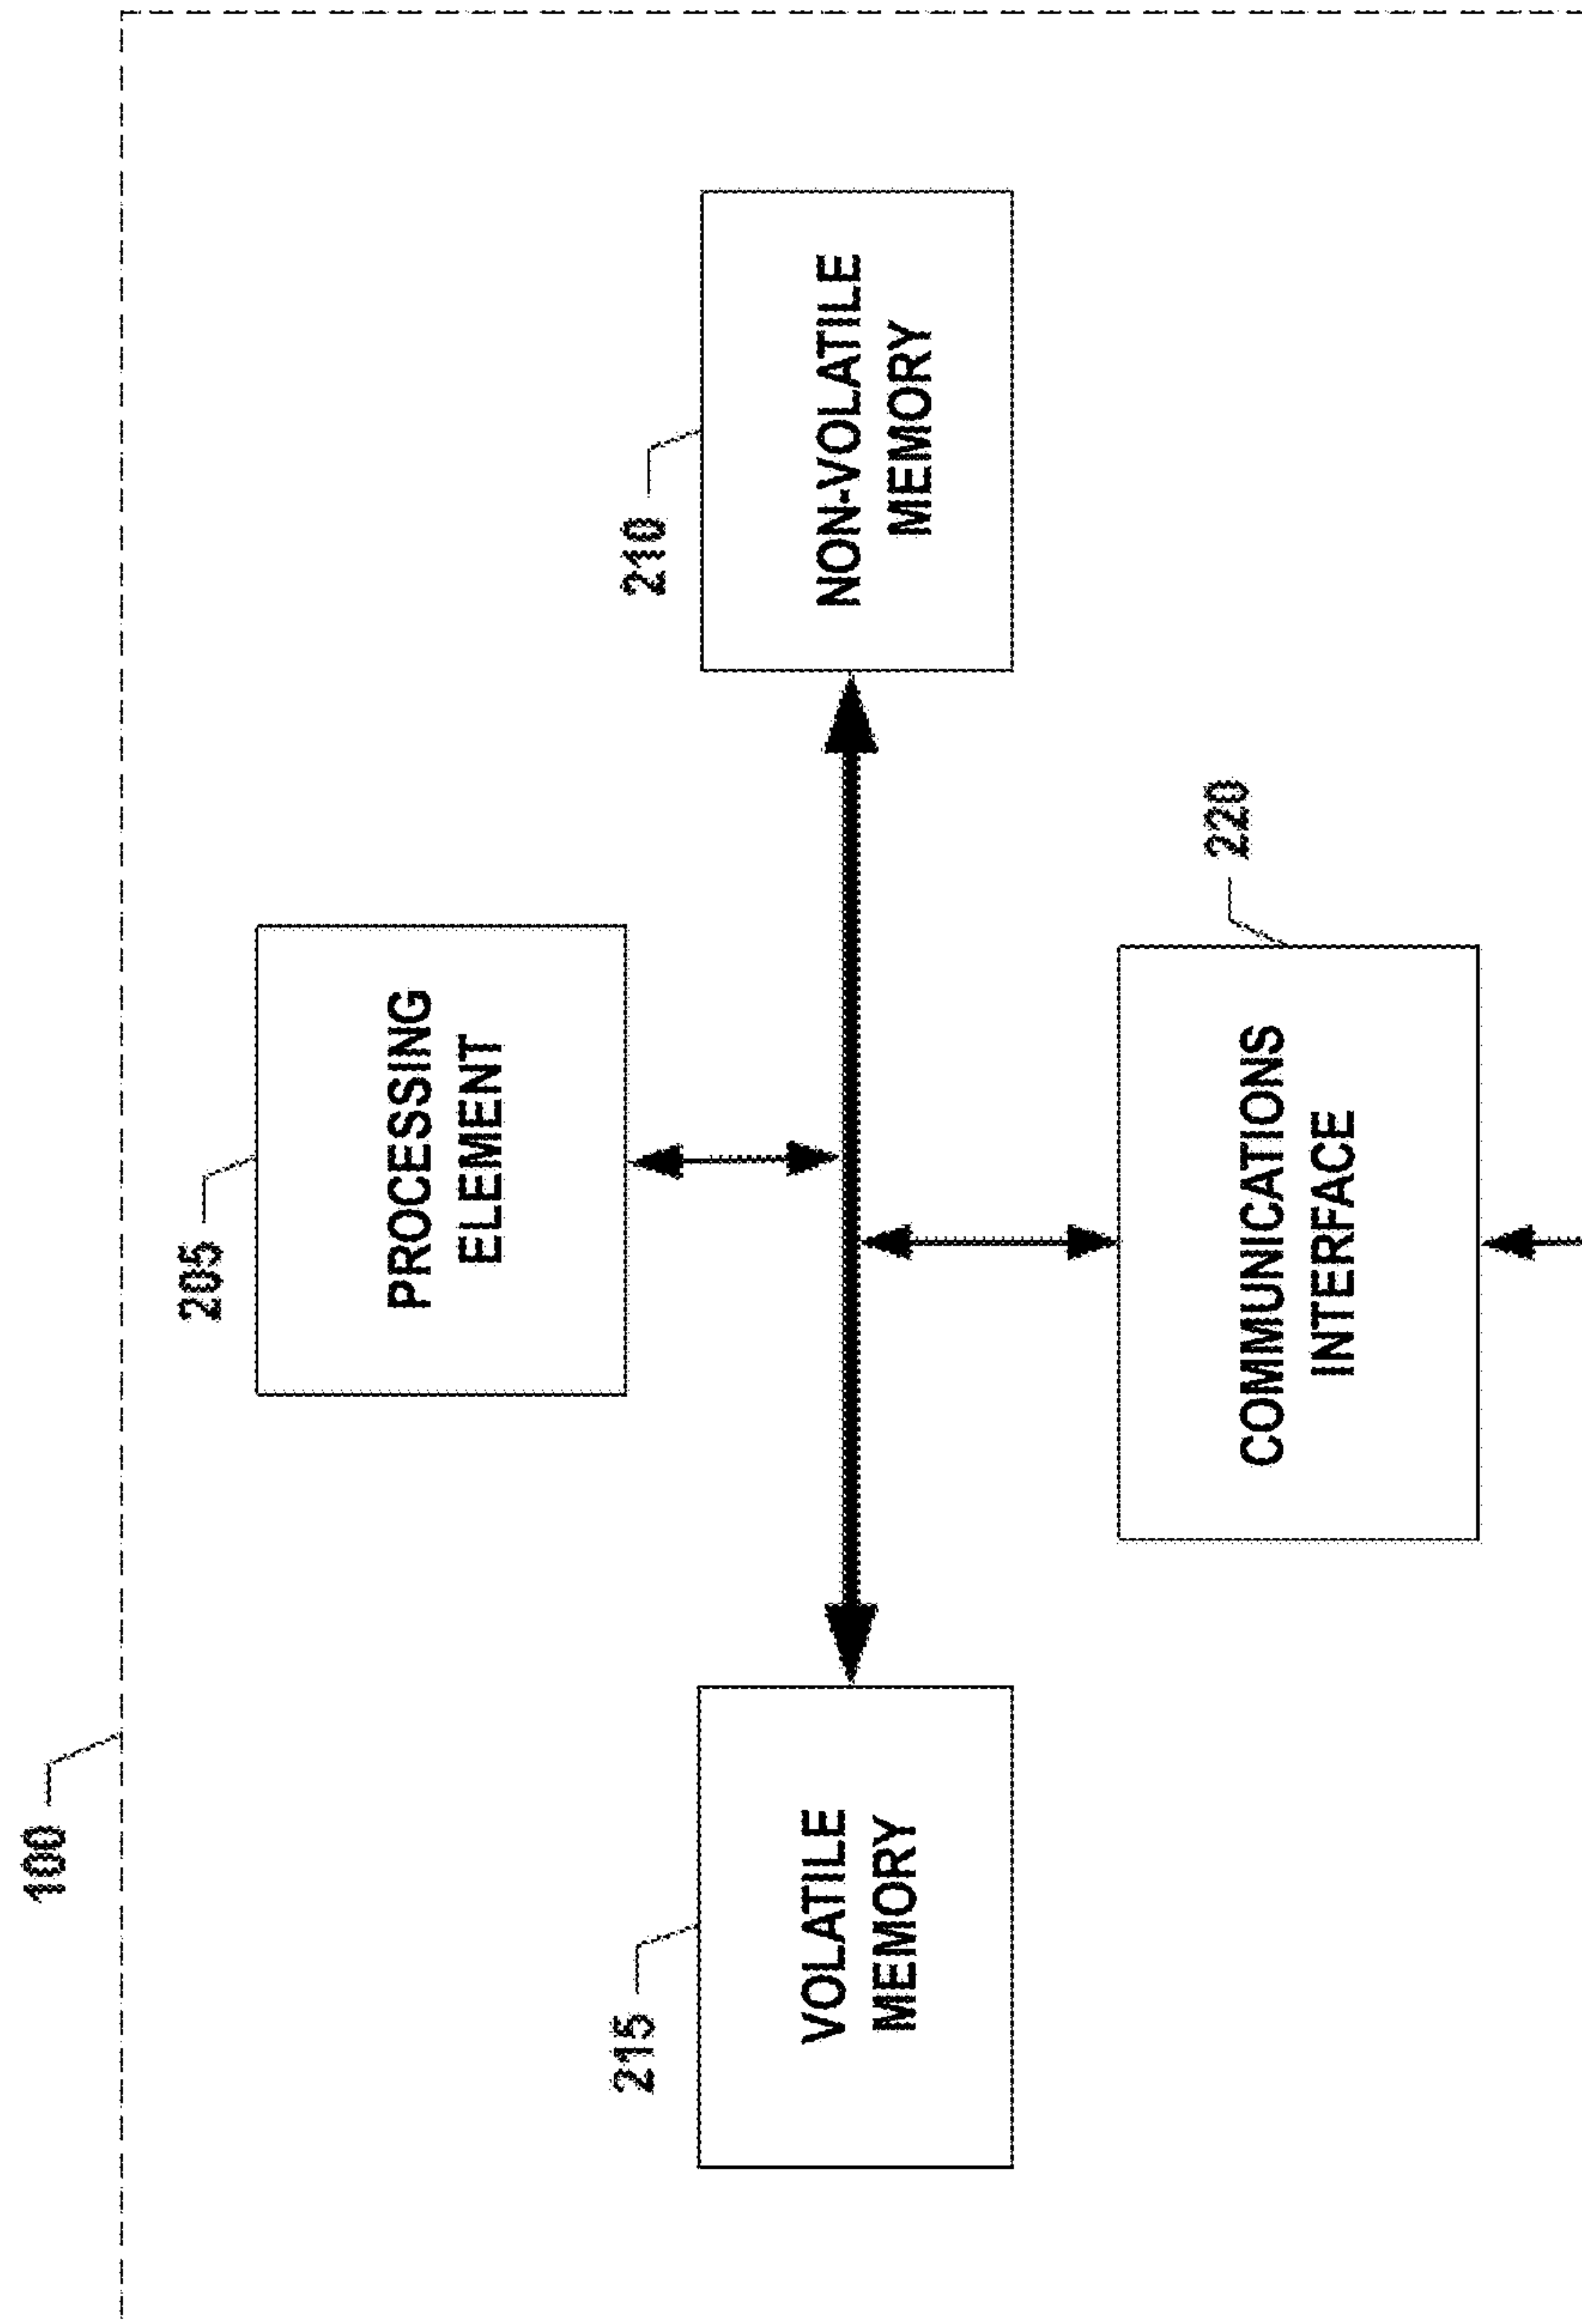 100
205
PROCESSING
ELEMENT
215
VOLATILE
MEMORY
210
NON-VOLATILE
MEMORY
COMMUNICATIONS
INTERFACE
220